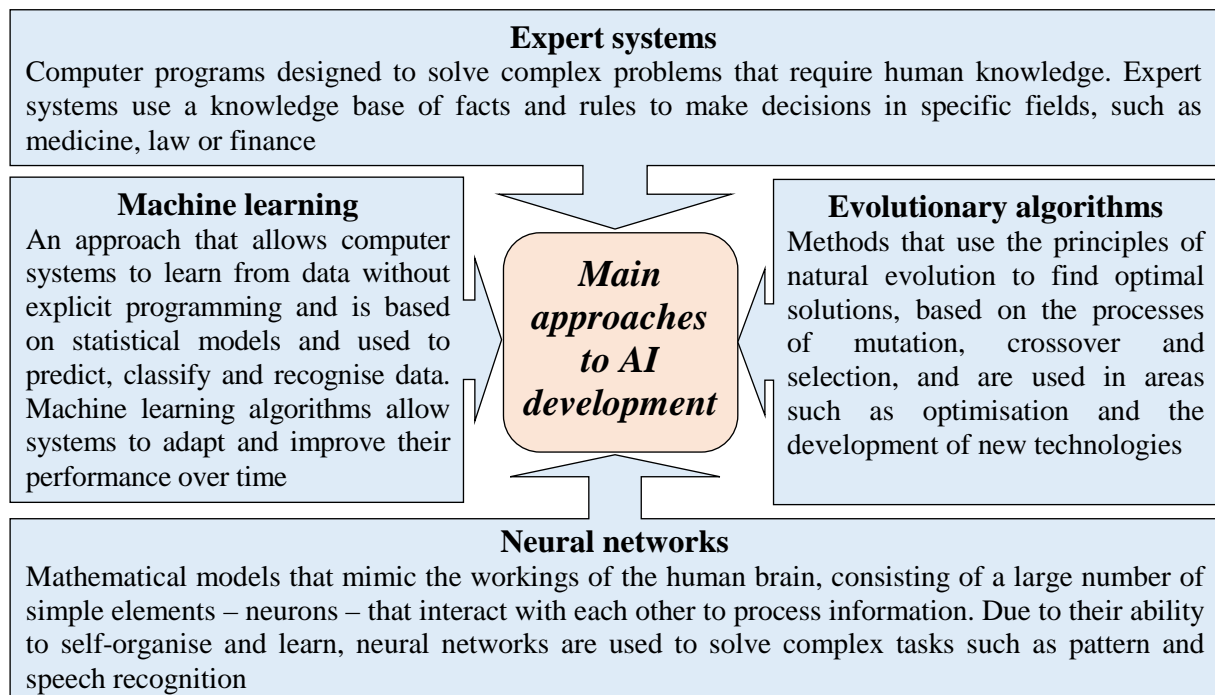 Expert systems
Computer programs designed to solve complex problems that require human knowledge. Expert
systems use a knowledge base of facts and rules to make decisions in specific fields, such as
medicine, law or finance
Machine learning
An approach that allows computer
systems to learn from data without
explicit programming and is based
on statistical models and used to
predict, classify and recognise data.
Machine learning algorithms allow
systems to adapt and improve their
performance over time
Main
approaches
to AI
development
Evolutionary algorithms
Methods that use the principles of
natural evolution to find optimal
solutions, based on the processes
of mutation, crossover and
selection, and are used in areas
such as optimisation and the
development of new technologies
Neural networks
Mathematical models that mimic the workings of the human brain, consisting of a large number of
simple elements – neurons – that interact with each other to process information. Due to their ability
to self-organise and learn, neural networks are used to solve complex tasks such as pattern and
speech recognition